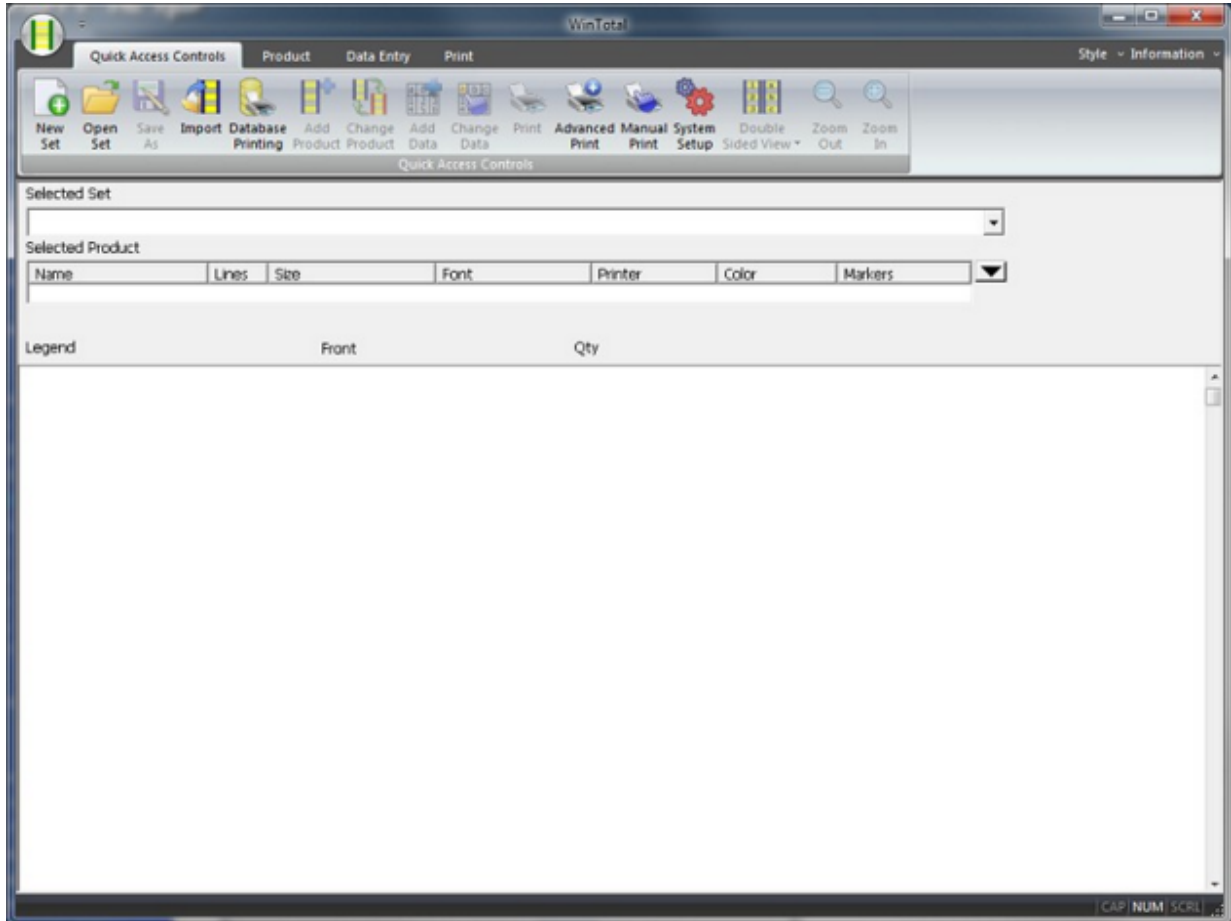 WinTotal
Quick Access Controls Product Data Entry Print Style Information
New Set Open Set Save As Import Database Printing Add Product Change Product Add Data Change Data Print Advanced Print Manual Print System Setup Double Sided View Zoom Out Zoom In
Quick Access Controls
Selected Set
Selected Product
Name Lines Size Font Printer Color Markers
Legend Front Qty
CAP NUM SCRL